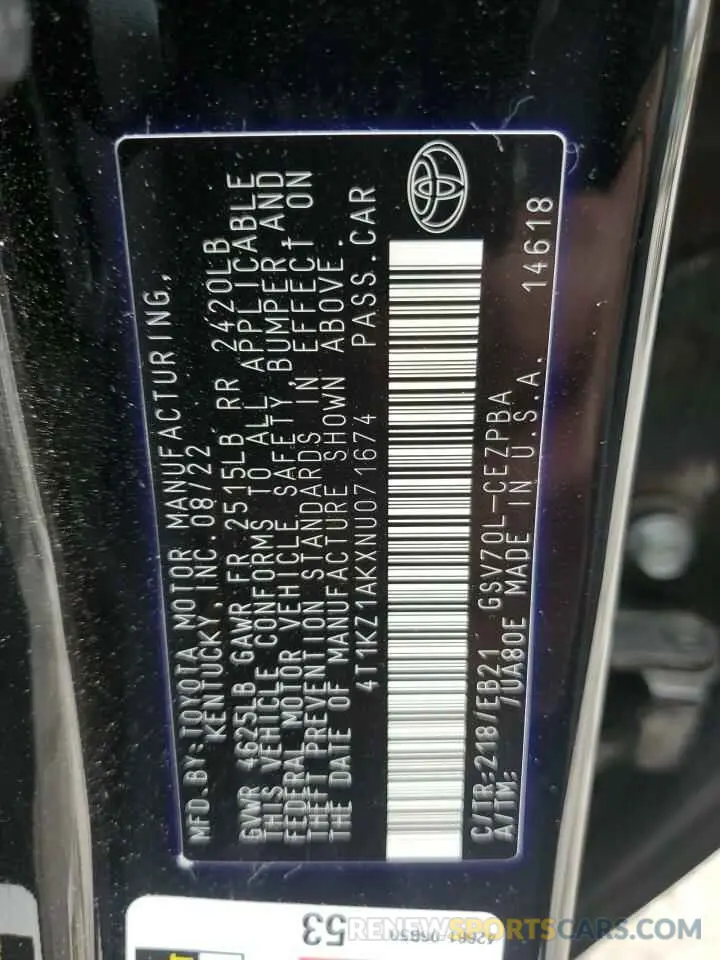 MFD.BY:TOYOTA MOTOR MANUFACTURING,
KENTUCKY, INC. 08/22
GVWR 4625LB GAWR FR 2515LB RR 2420LB
THIS VEHICLE CONFORMS TO ALL APPLICABLE
FEDERAL MOTOR VEHICLE SAFETY, BUMPER, AND
THEFT PREVENTION STANDARDS IN EFFECT ON
THE DATE OF MANUFACTURE SHOWN ABOVE.
4T1KZ1AKXNU071674 PASS.CAR
C/TR:218/EB21 GSV70L-CEZPBA
A/TM: /UA80E MADE IN U.S.A. 14618
53
RENEWSPORTSCARS.COM